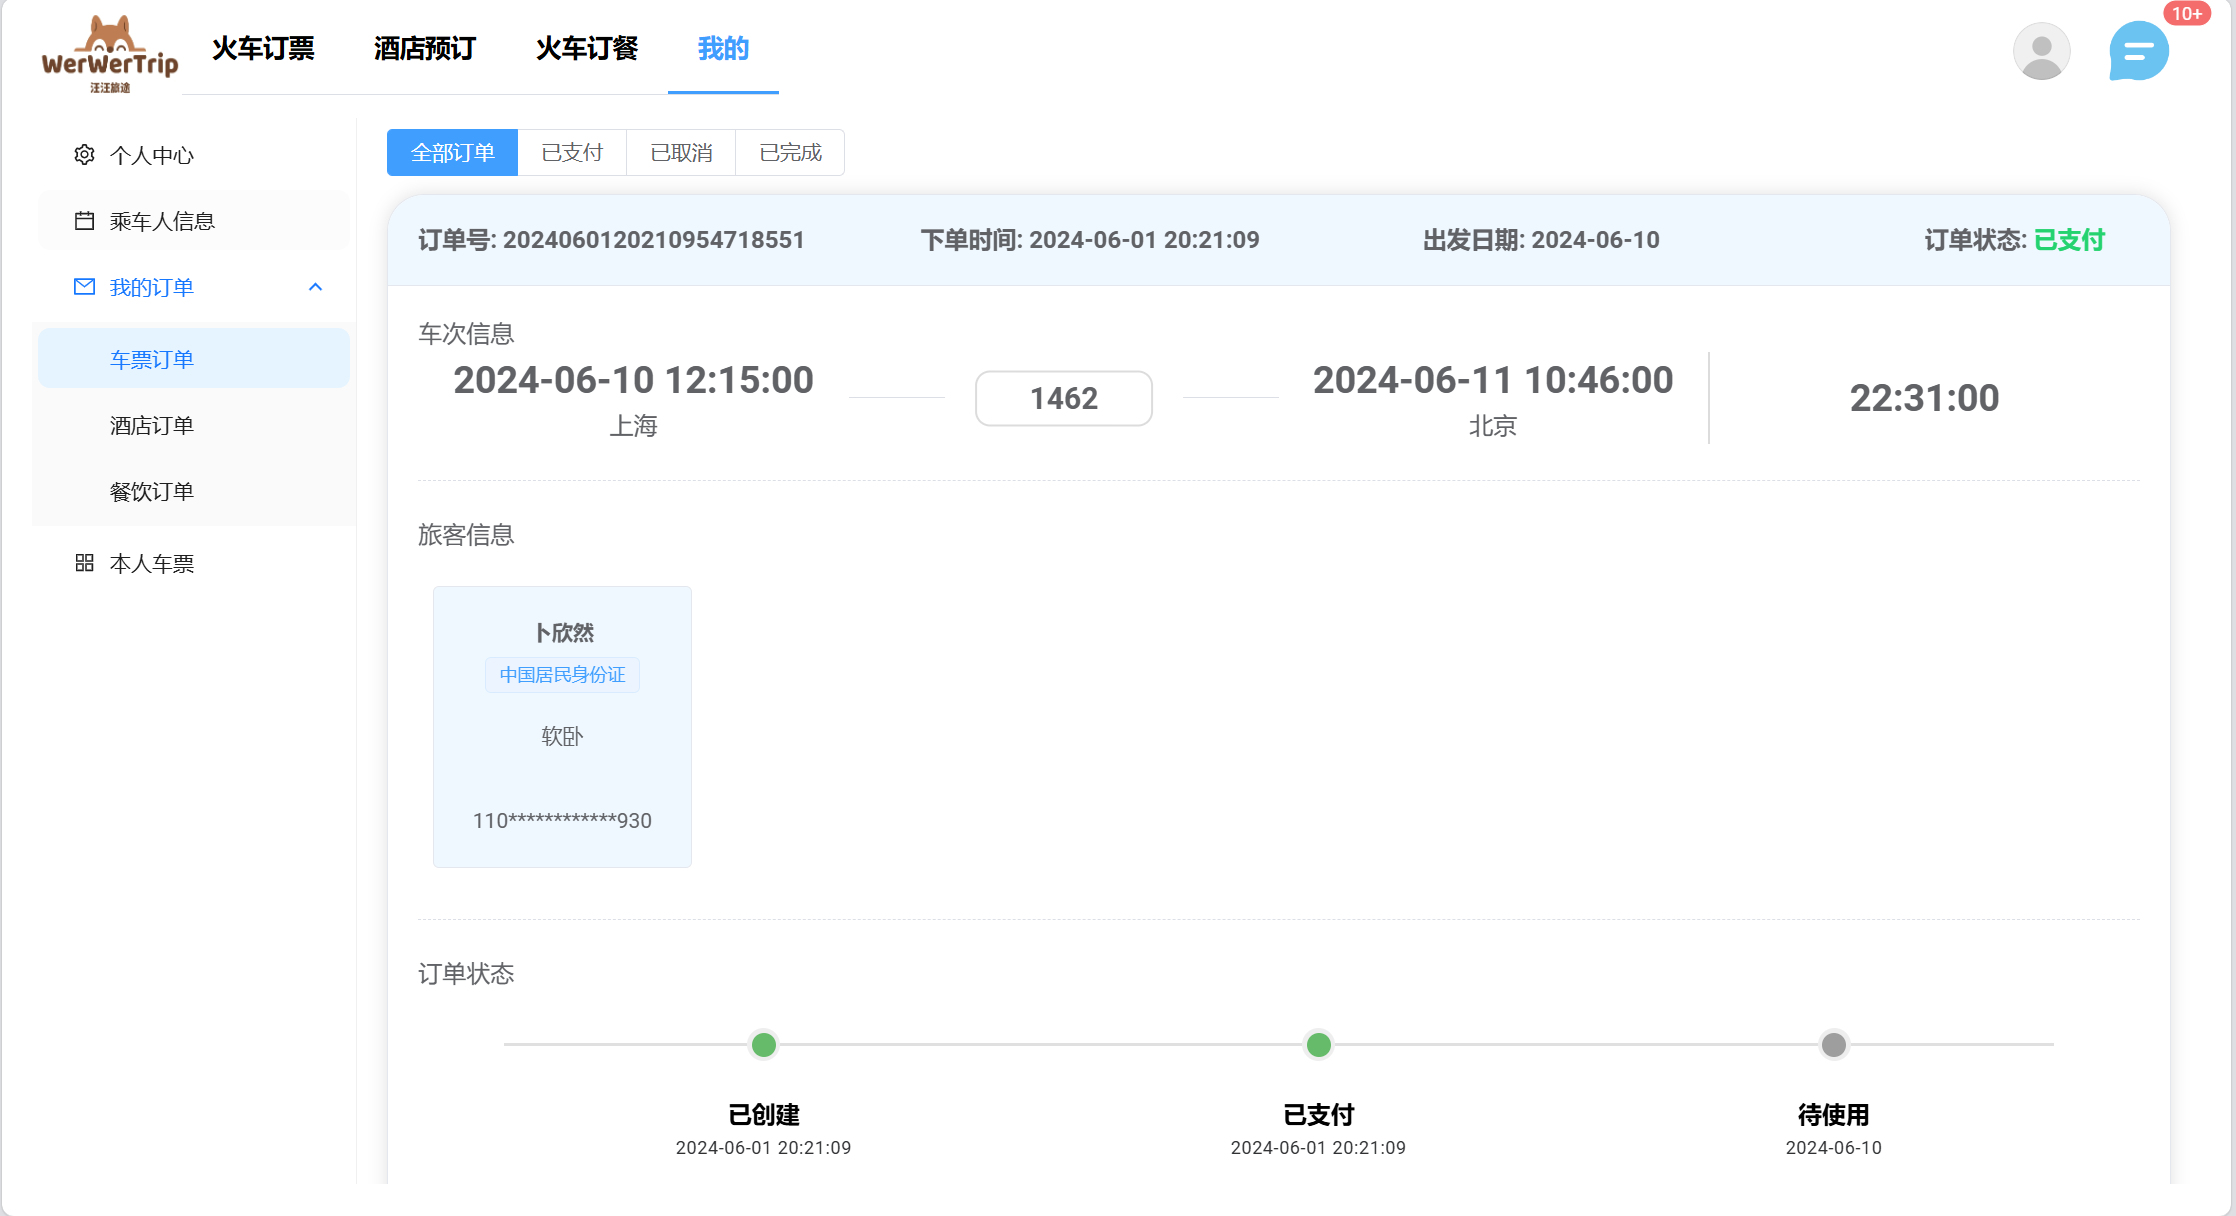 WerWerTrip
汪汪旅途
火车订票
酒店预订
火车订餐
我的
10+
个人中心
乘车人信息
我的订单
车票订单
酒店订单
餐饮订单
本人车票
全部订单
已支付
已取消
已完成
订单号: 2024060120210954718551
下单时间: 2024-06-01 20:21:09
出发日期: 2024-06-10
订单状态: 已支付
车次信息
2024-06-10 12:15:00
上海
1462
2024-06-11 10:46:00
北京
22:31:00
旅客信息
卜欣然
中国居民身份证
软卧
110************930
订单状态
已创建
2024-06-01 20:21:09
已支付
2024-06-01 20:21:09
待使用
2024-06-10